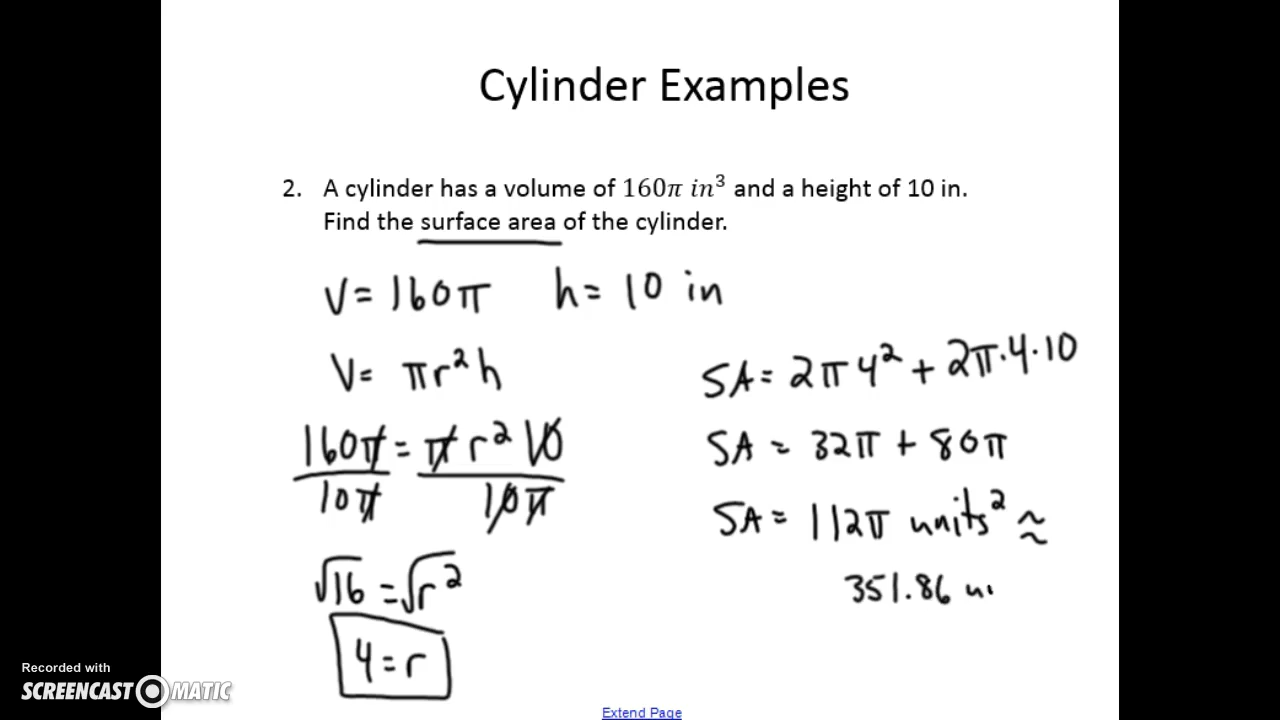 Cylinder Examples
2. A cylinder has a volume of 160π in³ and a height of 10 in.
Find the surface area of the cylinder.
V = 160π h = 10 in
V = πr²h
160π = π r² 10
10π 10π
√16 = √r²
4 = r
SA = 2π4² + 2π·4·10
SA = 32π + 80π
SA = 112π units² ≈
351.86
Recorded with
SCREENCAST MATIC
Extend Page